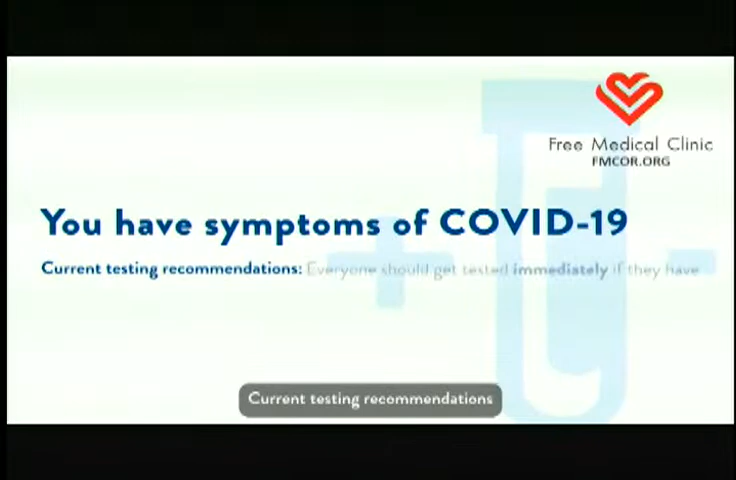 Free Medical Clinic
FMCOR.ORG
You have symptoms of COVID-19
Current testing recommendations: Everyone should get tested immediately if they have
Current testing recommendations